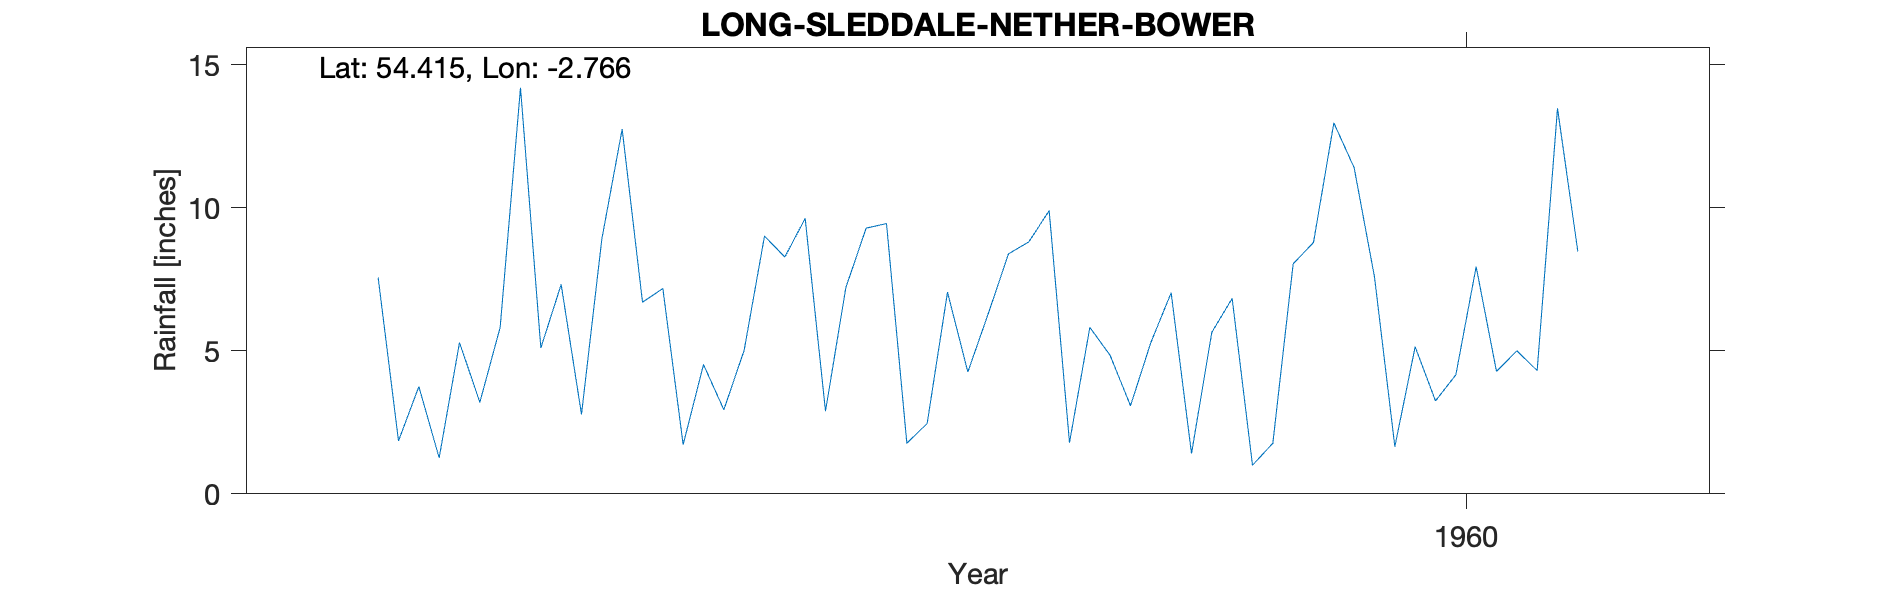 LONG-SLEDDALE-NETHER-BOWER
Lat: 54.415, Lon: -2.766
15
10
5
0
Rainfall [inches]
1960
Year